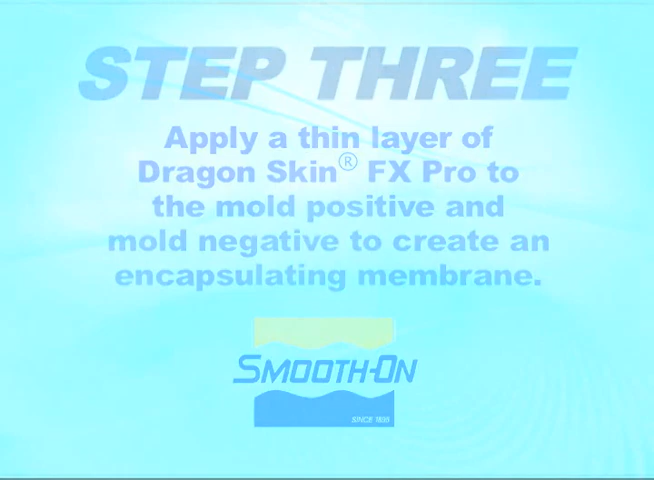 STEP THREE
Apply a thin layer of
Dragon Skin® FX Pro to
the mold positive and
mold negative to create an
encapsulating membrane.
SMOOTH-ON